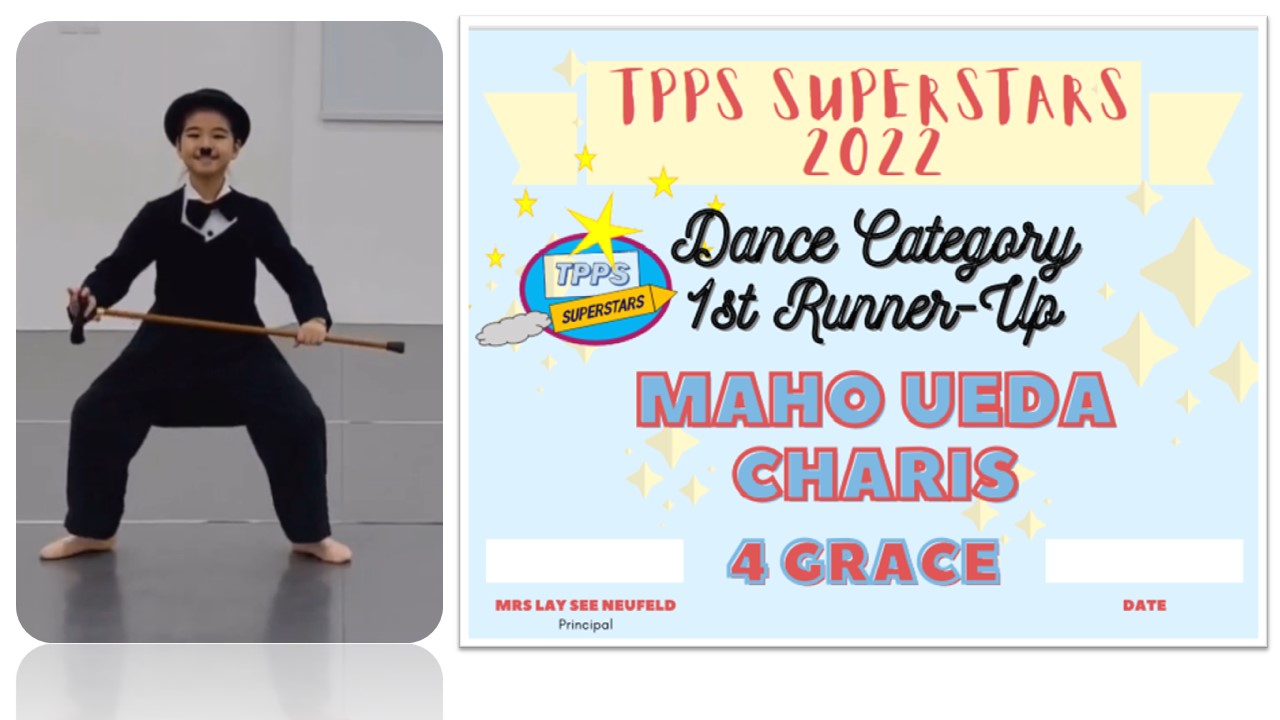 TPPS SUPERSTARS
2022
Dance Category
1st Runner-Up
TPPS
SUPERSTARS
MAHO UEDA
CHARIS
4 GRACE
MRS LAY SEE NEUFELD
Principal
DATE